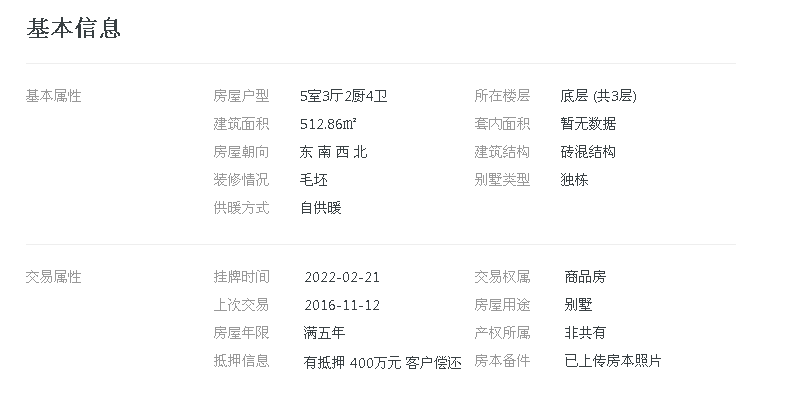 基本信息
基本属性 房屋户型 5室3厅2厨4卫 所在楼层 底层 (共3层)
建筑面积 512.86㎡ 套内面积 暂无数据
房屋朝向 东 南 西 北 建筑结构 砖混结构
装修情况 毛坯 别墅类型 独栋
供暖方式 自供暖
交易属性 挂牌时间 2022-02-21 交易权属 商品房
上次交易 2016-11-12 房屋用途 别墅
房屋年限 满五年 产权所属 非共有
抵押信息 有抵押 400万元 客户偿还 房本备件 已上传房本照片